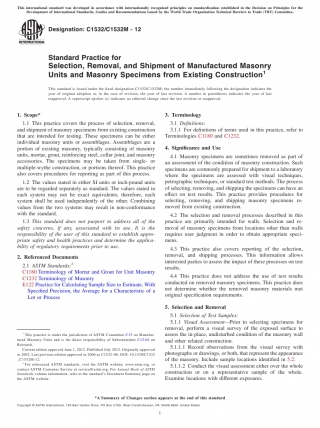 This international standard was developed in accordance with internationally recognized principles on standardization established in the Decision on Principles for the
Development of International Standards, Guides and Recommendations issued by the World Trade Organization Technical Barriers to Trade (TBT) Committee.
Designation: C1532/C1532M − 12
Standard Practice for
Selection, Removal, and Shipment of Manufactured Masonry
Units and Masonry Specimens from Existing Construction¹
This standard is issued under the fixed designation C1532/C1532M; the number immediately following the designation indicates the
year of original adoption or, in the case of revision, the year of last revision. A number in parentheses indicates the year of last
reapproval. A superscript epsilon (ε) indicates an editorial change since the last revision or reapproval.
1. Scope*
1.1 This practice covers the process of selection, removal,
and shipment of masonry specimens from existing construction
that are intended for testing. These specimens can be either
individual masonry units or assemblages. Assemblages are a
portion of existing masonry, typically consisting of masonry
units, mortar, grout, reinforcing steel, collar joint, and masonry
accessories. The specimens may be taken from single- or
multiple-wythe construction, or portions thereof. This practice
also covers procedures for reporting as part of this process.
1.2 The values stated in either SI units or inch-pound units
are to be regarded separately as standard. The values stated in
each system may not be exact equivalents; therefore, each
system shall be used independently of the other. Combining
values from the two systems may result in non-conformance
with the standard.
1.3 This standard does not purport to address all of the
safety concerns, if any, associated with its use. It is the
responsibility of the user of this standard to establish appro-
priate safety and health practices and determine the applica-
bility of regulatory requirements prior to use.
2. Referenced Documents
2.1 ASTM Standards:²
C1180 Terminology of Mortar and Grout for Unit Masonry
C1232 Terminology of Masonry
E122 Practice for Calculating Sample Size to Estimate, With
Specified Precision, the Average for a Characteristic of a
Lot or Process
¹ This practice is under the jurisdiction of ASTM Committee C15 on Manufac-
tured Masonry Units and is the direct responsibility of Subcommittee C15.04 on
Research.
Current edition approved June 1, 2012. Published July 2012. Originally approved
in 2002. Last previous edition approved in 2006 as C1532–06. DOI: 10.1520/C1532
_C1532M-12.
² For referenced ASTM standards, visit the ASTM website, www.astm.org, or
contact ASTM Customer Service at service@astm.org. For Annual Book of ASTM
Standards volume information, refer to the standard's Document Summary page on
the ASTM website.
3. Terminology
3.1 Definitions:
3.1.1 For definitions of terms used in this practice, refer to
Terminologies C1180 and C1232.
4. Significance and Use
4.1 Masonry specimens are sometimes removed as part of
an assessment of the condition of masonry construction. Such
specimens are commonly prepared for shipment to a laboratory
where the specimens are assessed with visual techniques,
petrographic techniques, or standard test methods. The process
of selecting, removing, and shipping the specimens can have an
effect on test results. This practice provides procedures for
selecting, removing, and shipping masonry specimens re-
moved from existing construction.
4.2 The selection and removal processes described in this
practice are primarily intended for walls. Selection and re-
moval of masonry specimens from locations other than walls
requires user judgment in order to obtain appropriate speci-
mens.
4.3 This practice also covers reporting of the selection,
removal, and shipping processes. This information allows
interested parties to assess the impact of these processes on test
results.
4.4 This practice does not address the use of test results
conducted on removed masonry specimens. This practice does
not determine whether the removed masonry materials met
original specification requirements.
5. Selection and Removal
5.1 Selection of Test Samples:
5.1.1 Visual Assessment—Prior to selecting specimens for
removal, perform a visual survey of the exposed surface to
assess the in-place, undisturbed condition of the masonry wall
and other related construction.
5.1.1.1 Record observations from the visual survey with
photographs or drawings, or both, that represent the appearance
of the masonry. Include sample locations identified in 5.2.
5.1.1.2 Conduct the visual assessment either over the whole
construction or on a representative sample of the whole.
Examine locations with different exposures.
*A Summary of Changes section appears at the end of this standard
Copyright © ASTM International, 100 Barr Harbor Drive, PO Box C700, West Conshohocken, PA 19428-2959. United States
1